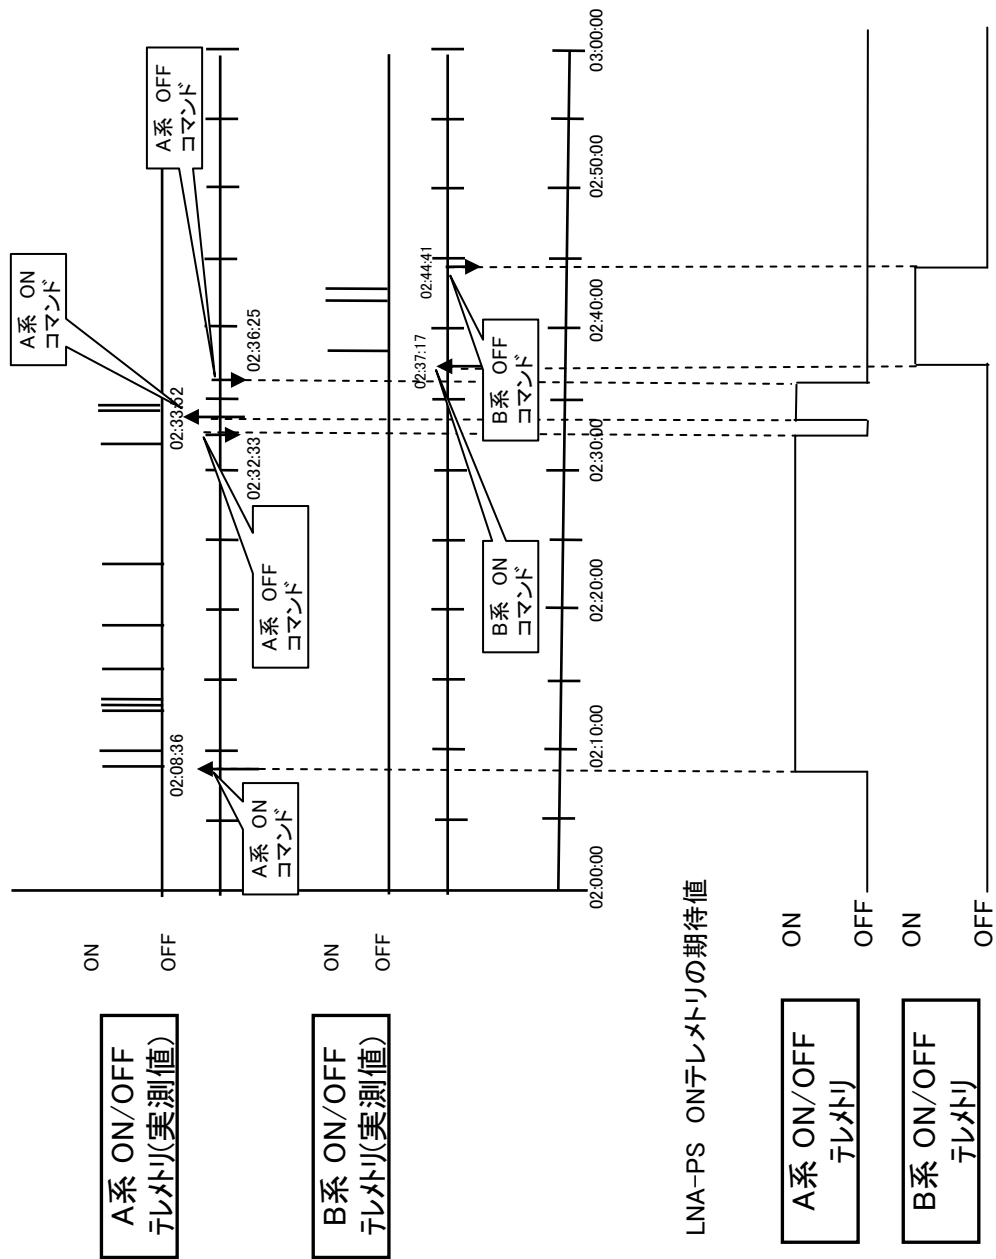 A系 ON/OFF
テレメトリ(実測値)
ON
OFF
02:08:36
A系 ON
コマンド
02:32:33
A系 OFF
コマンド
02:33:52
A系 ON
コマンド
02:36:25
A系 OFF
コマンド
B系 ON/OFF
テレメトリ(実測値)
ON
OFF
02:37:17
B系 ON
コマンド
02:44:41
B系 OFF
コマンド
02:00:00
02:10:00
02:20:00
02:30:00
02:40:00
02:50:00
03:00:00
LNA-PS ONテレメトリの期待値
A系 ON/OFF
テレメトリ
ON
OFF
B系 ON/OFF
テレメトリ
ON
OFF